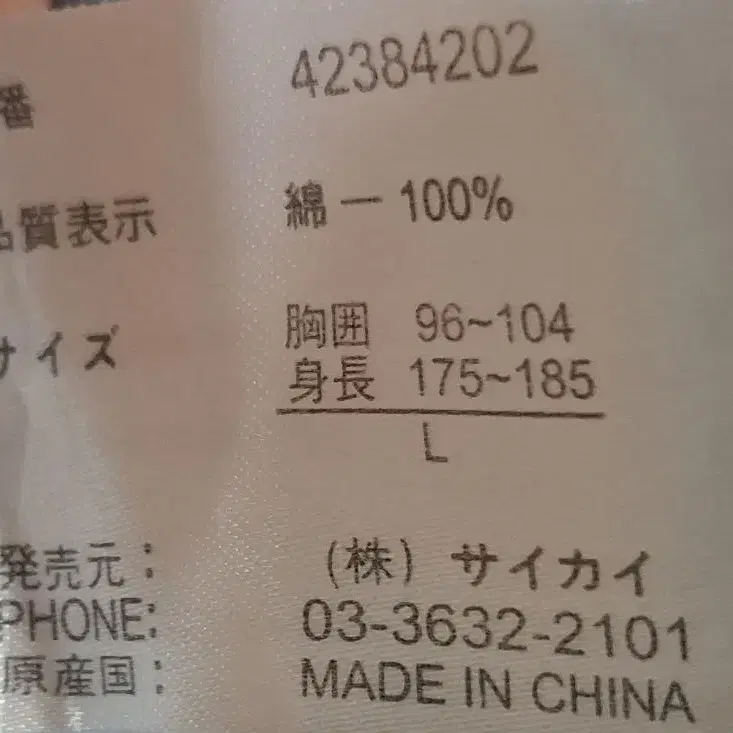 番 42384202
品質表示 綿－100%
サイズ 胸囲 96~104
身長 175~185
L
発売元： (株) サイカイ
PHONE: 03-3632-2101
原産国： MADE IN CHINA